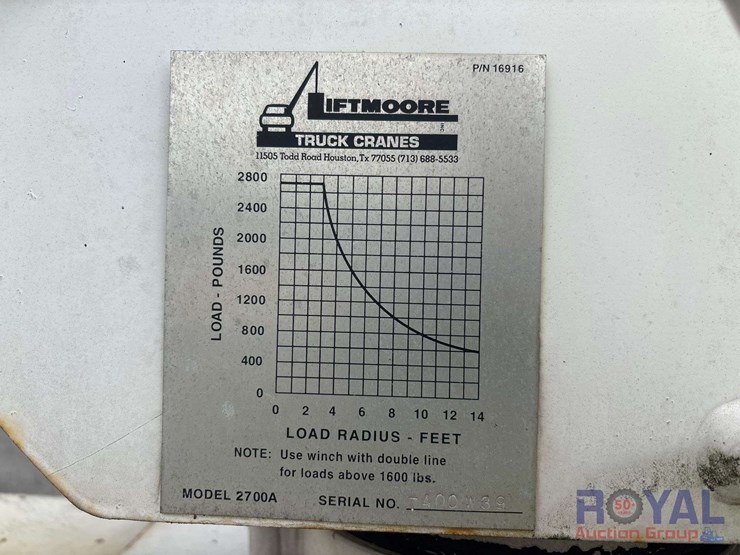 P/N 16916
LIFTMOORE
INC
TRUCK CRANES
11505 Todd Road Houston, Tx 77055 (713) 688-5533
LOAD - POUNDS
2800
2400
2000
1600
1200
800
400
0
0 2 4 6 8 10 12 14
LOAD RADIUS - FEET
NOTE: Use winch with double line
for loads above 1600 lbs.
MODEL 2700A SERIAL NO.
ROYAL
50
Auction Group